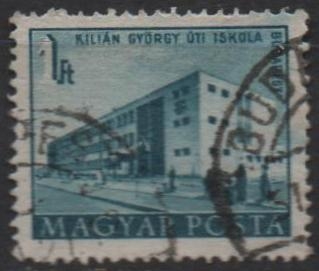 KILIÁN GYÖRGY ÚTI ISKOLA
1 Ft
MAGYAR POSTA